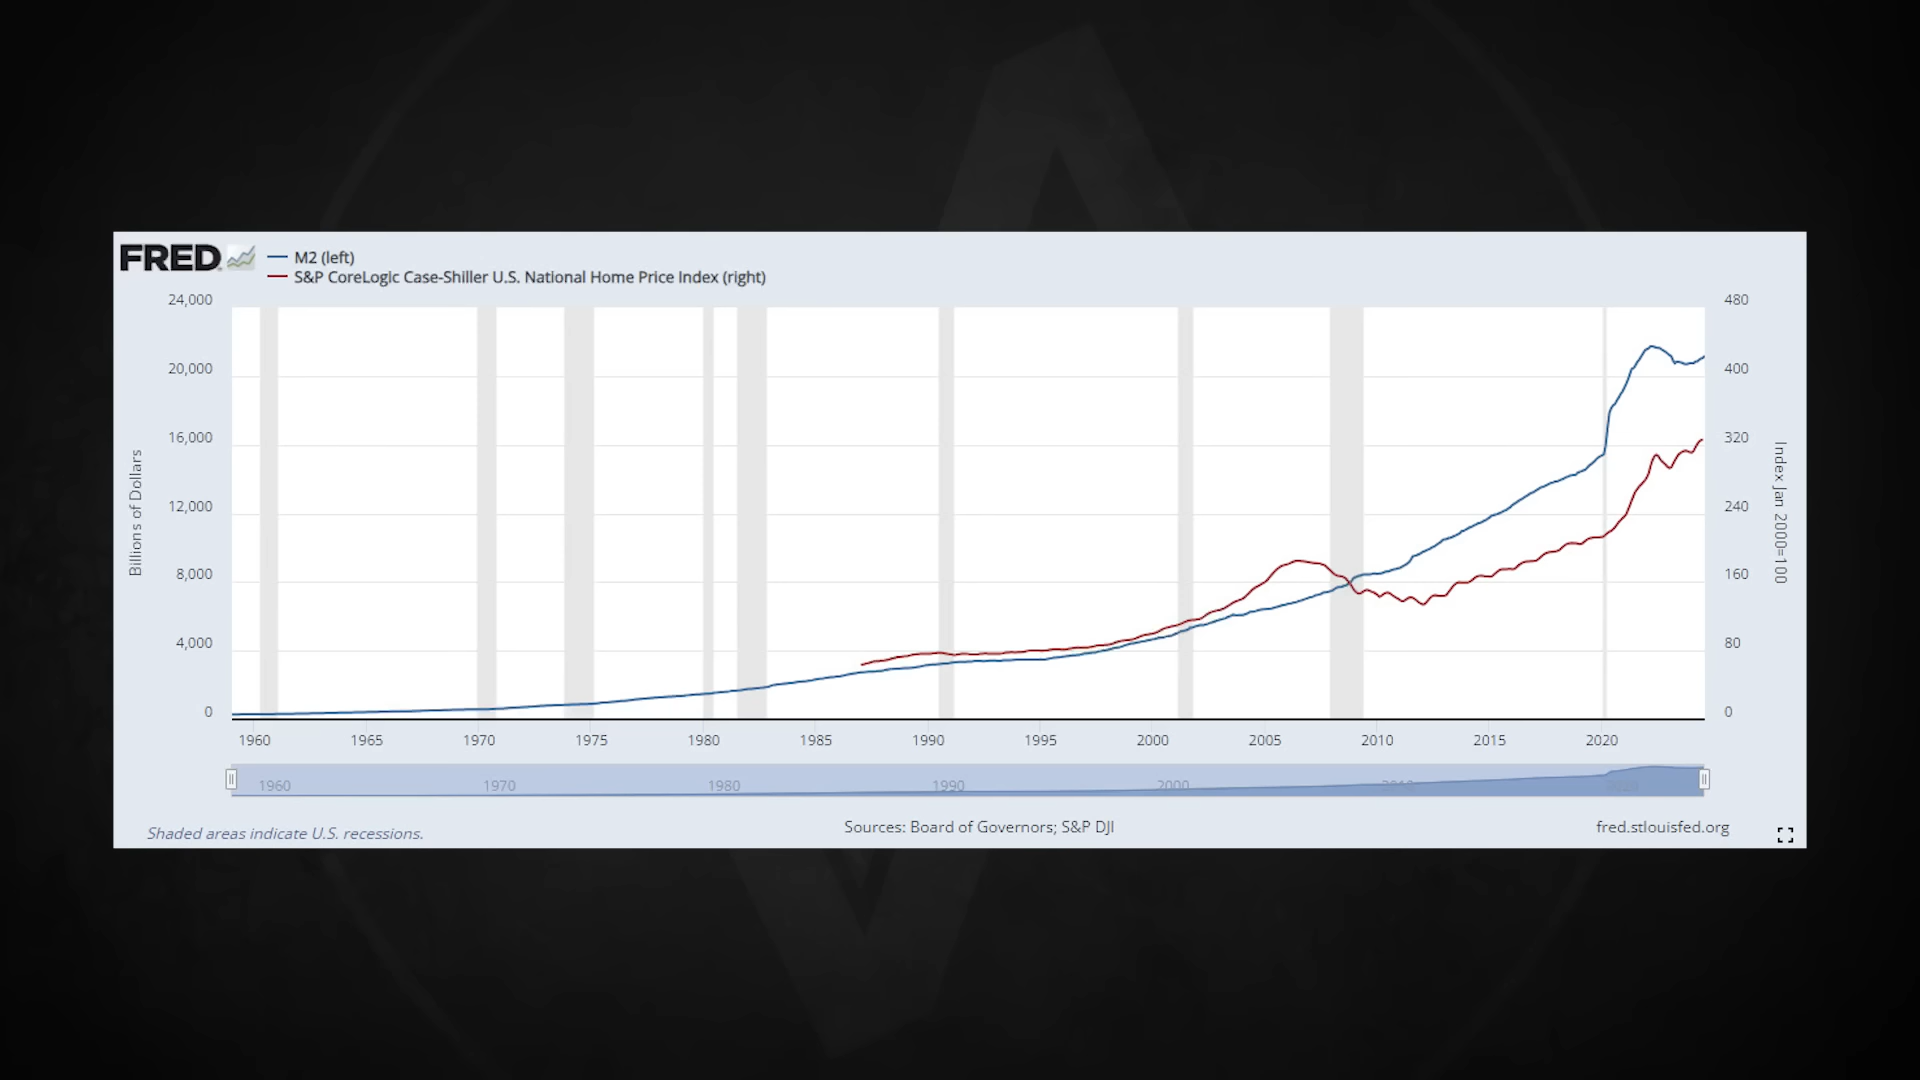 FRED
M2 (left)
S&P CoreLogic Case-Shiller U.S. National Home Price Index (right)
24,000
20,000
16,000
12,000
8,000
4,000
0
Billions of Dollars
480
400
320
240
160
80
0
Index Jan 2000=100
1960 1965 1970 1975 1980 1985 1990 1995 2000 2005 2010 2015 2020
1960 1970 1980 1990 2000 2010 2020
Shaded areas indicate U.S. recessions.
Sources: Board of Governors; S&P DJI
fred.stlouisfed.org